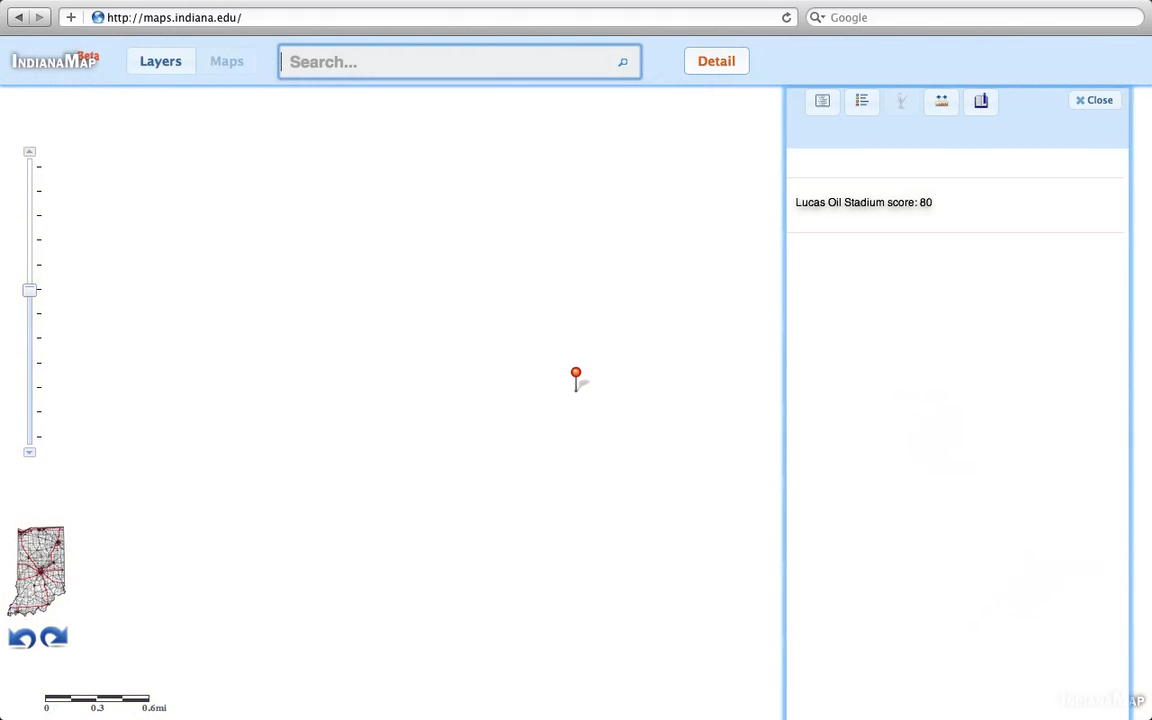 http://maps.indiana.edu/
Google
INDIANAMAP Beta
Layers
Maps
Search...
Detail
Close
Lucas Oil Stadium score: 80
0 0.3 0.6mi
INDIANAMAP